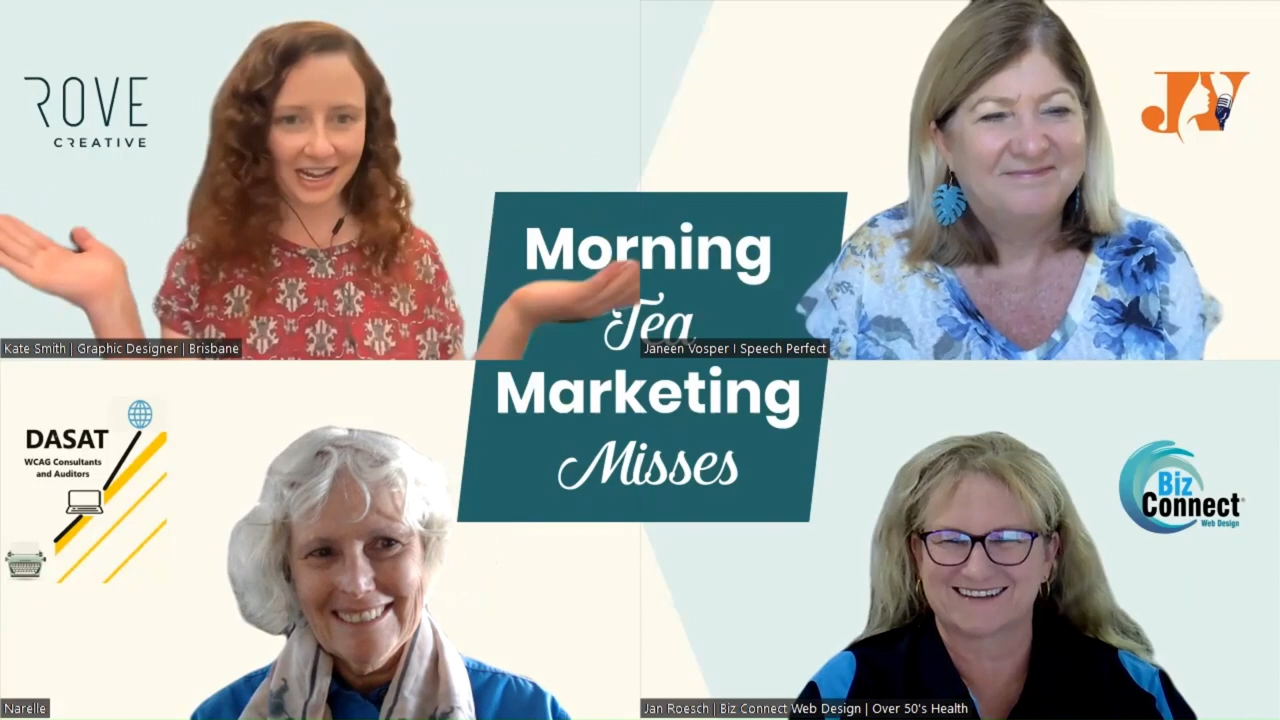 ROVE
CREATIVE
JAV
Morning
Tea
Kate Smith | Graphic Designer | Brisbane
Janeen Vosper I Speech Perfect
Marketing
Misses
DASAT
WCAG Consultants
and Auditors
Biz
Connect
Web Design
Narelle
Jan Roesch | Biz Connect Web Design | Over 50's Health